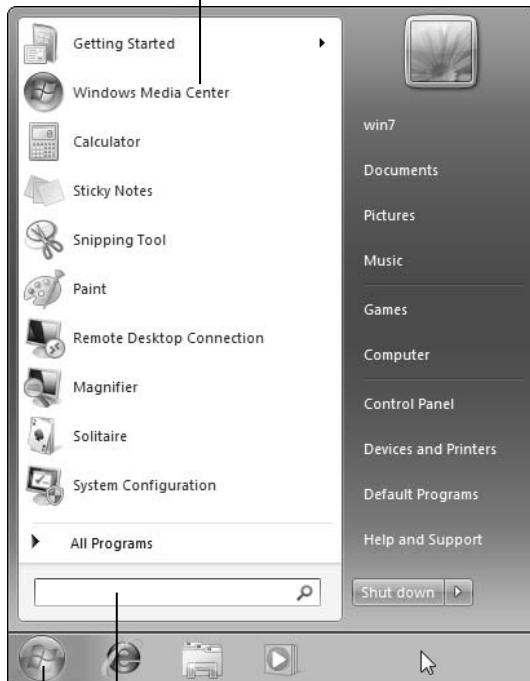 Getting Started
Windows Media Center
Calculator
Sticky Notes
Snipping Tool
Paint
Remote Desktop Connection
Magnifier
Solitaire
System Configuration
All Programs
win7
Documents
Pictures
Music
Games
Computer
Control Panel
Devices and Printers
Default Programs
Help and Support
Shut down